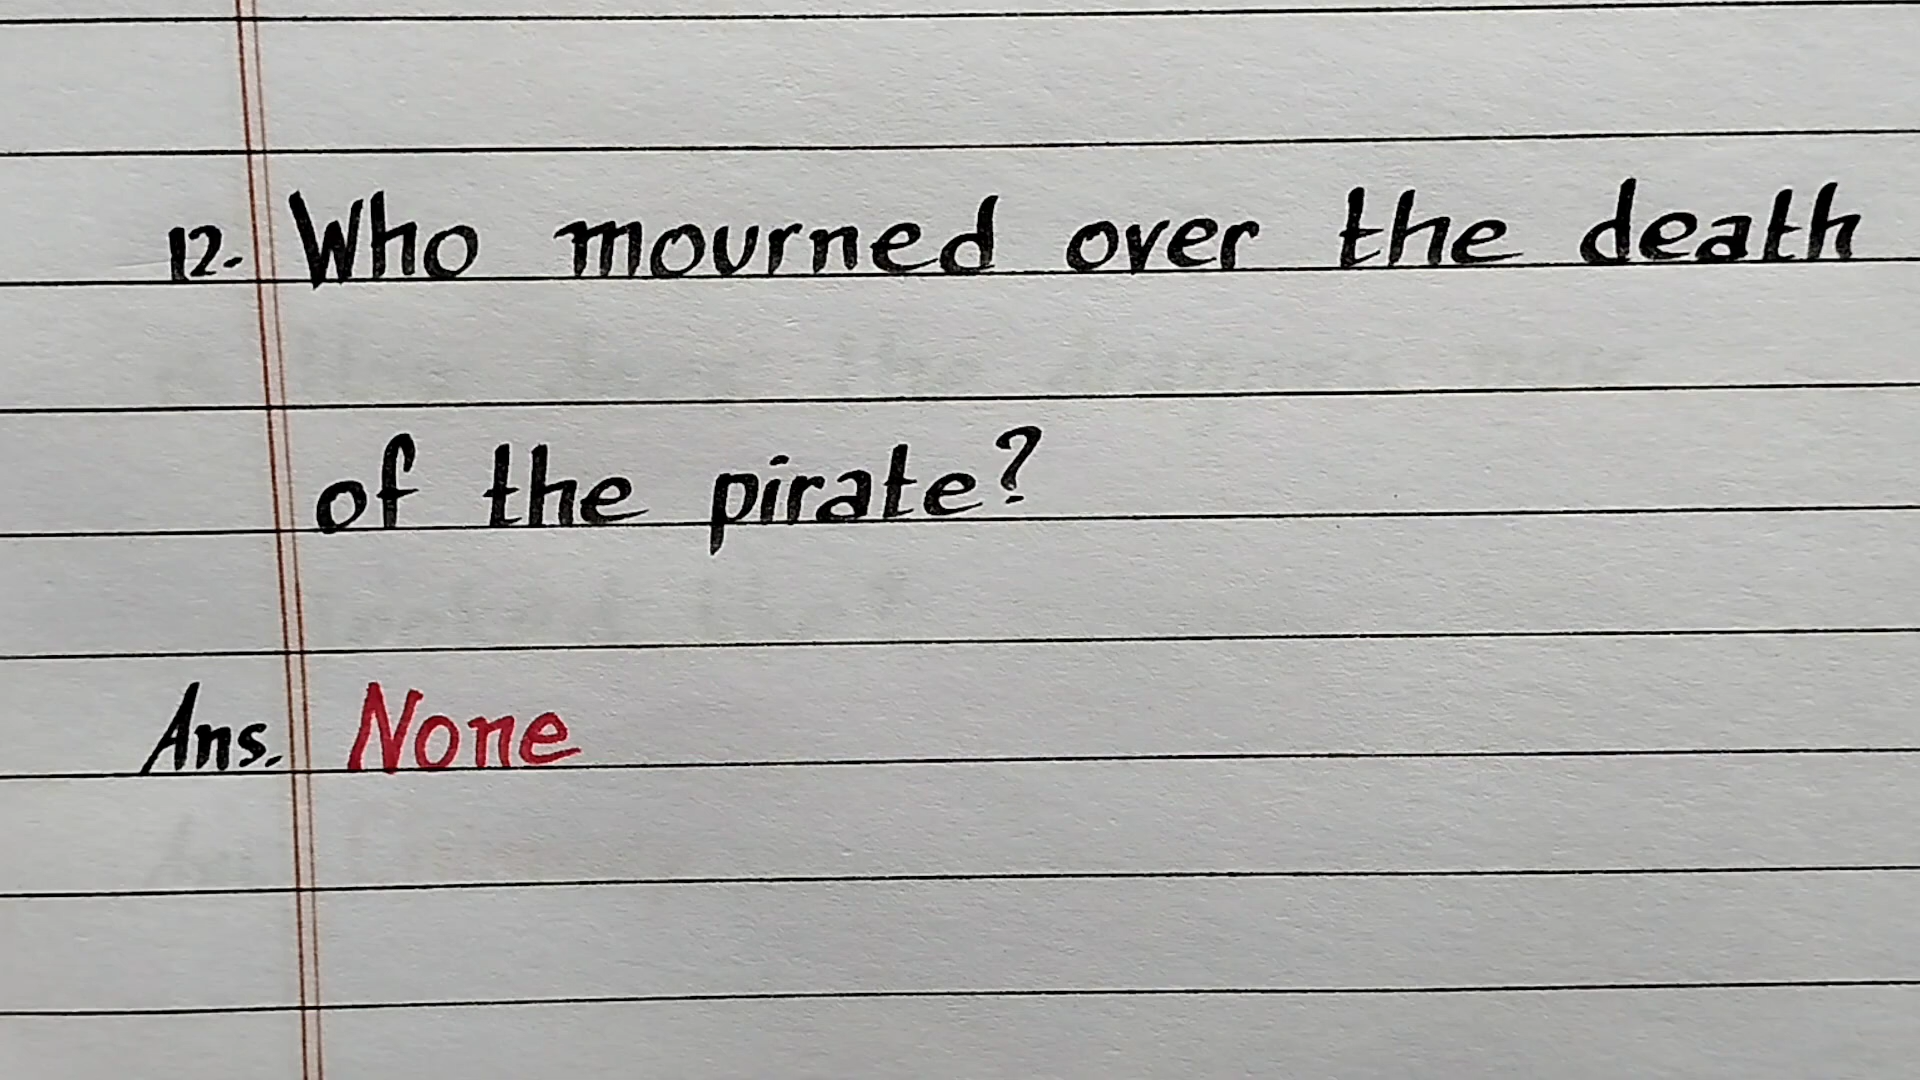 12. Who mourned over the death
of the pirate?
Ans. None